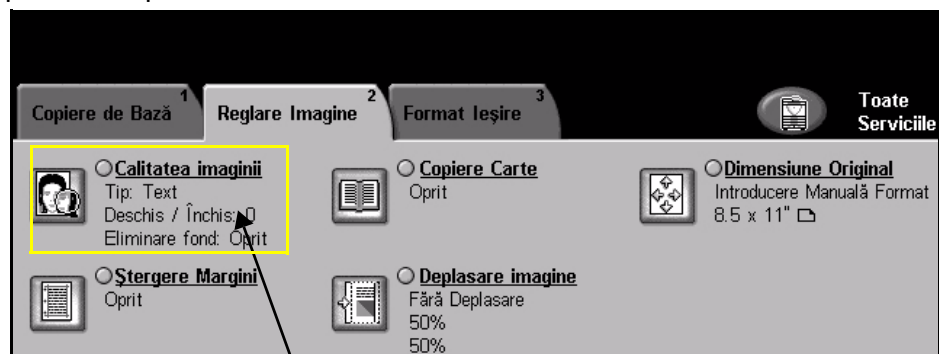 Copiere de Bază 1
Reglare Imagine 2
Format Ieşire 3
Toate
Serviciile
Calitatea imaginii
Tip: Text
Deschis / Închis: 0
Eliminare fond: Oprit
Copiere Carte
Oprit
Dimensiune Original
Introducere Manuală Format
8.5 x 11"
Ştergere Margini
Oprit
Deplasare imagine
Fără Deplasare
50%
50%